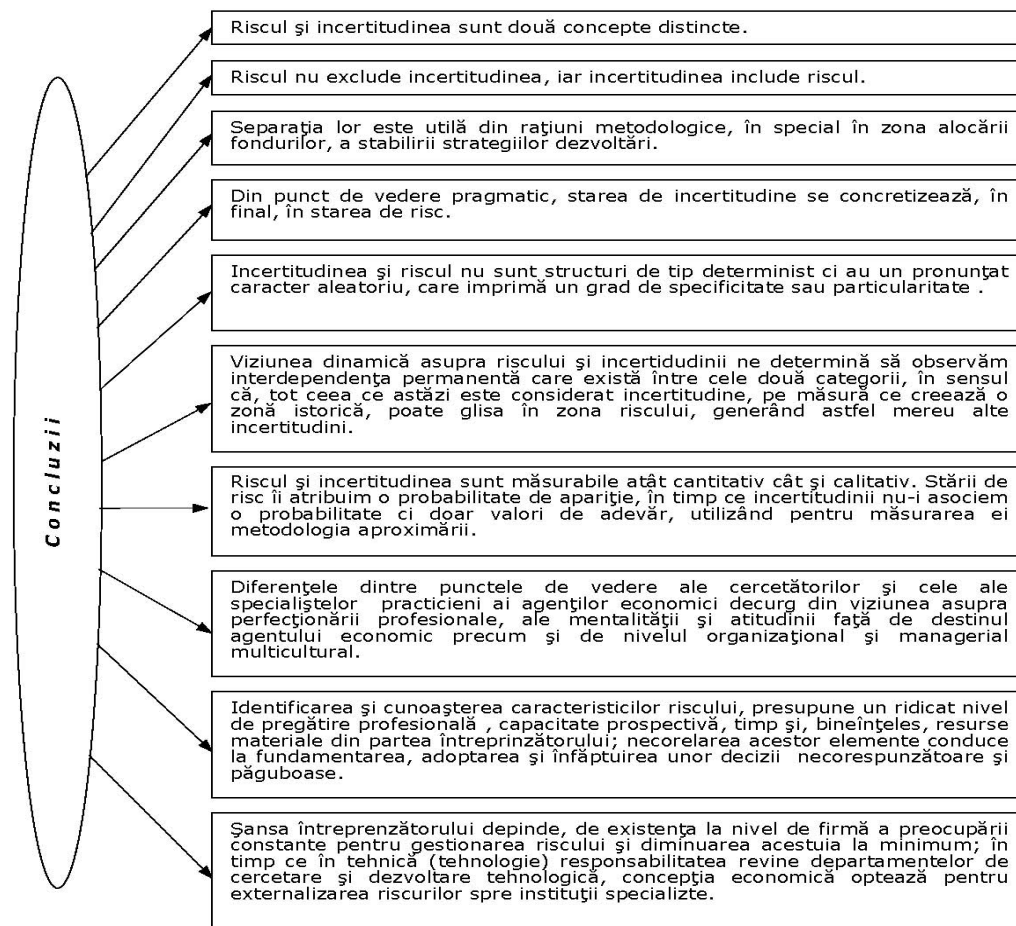 Concluzii
Riscul şi incertitudinea sunt două concepte distincte.
Riscul nu exclude incertitudinea, iar incertitudinea include riscul.
Separaţia lor este utilă din raţiuni metodologice, în special în zona alocării
fondurilor, a stabilirii strategiilor dezvoltări.
Din punct de vedere pragmatic, starea de incertitudine se concretizează, în
final, în starea de risc.
Incertitudinea şi riscul nu sunt structuri de tip determinist ci au un pronunţat
caracter aleatoriu, care imprimă un grad de specificitate sau particularitate .
Viziunea dinamică asupra riscului şi incertidudinii ne determină să observăm
interdependenţa permanentă care există între cele două categorii, în sensul
că, tot ceea ce astăzi este considerat incertitudine, pe măsură ce creează o
zonă istorică, poate glisa în zona riscului, generând astfel mereu alte
incertitudini.
Riscul şi incertitudinea sunt măsurabile atât cantitativ cât şi calitativ. Stării de
risc îi atribuim o probabilitate de apariţie, în timp ce incertitudinii nu-i asociem
o probabilitate ci doar valori de adevăr, utilizând pentru măsurarea ei
metodologia aproximării.
Diferenţele dintre punctele de vedere ale cercetătorilor şi cele ale
specialiştelor practicieni ai agenţilor economici decurg din viziunea asupra
perfecţionării profesionale, ale mentalităţii şi atitudinii faţă de destinul
agentului economic precum şi de nivelul organizaţional şi managerial
multicultural.
Identificarea şi cunoaşterea caracteristicilor riscului, presupune un ridicat nivel
de pregătire profesională , capacitate prospectivă, timp şi, bineînţeles, resurse
materiale din partea întreprinzătorului; necorelarea acestor elemente conduce
la fundamentarea, adoptarea şi înfăptuirea unor decizii necorespunzătoare şi
păguboase.
Şansa întreprenzătorului depinde, de existenţa la nivel de firmă a preocupării
constante pentru gestionarea riscului şi diminuarea acestuia la minimum; în
timp ce în tehnică (tehnologie) responsabilitatea revine departamentelor de
cercetare şi dezvoltare tehnologică, concepţia economică optează pentru
externalizarea riscurilor spre instituţii specializte.